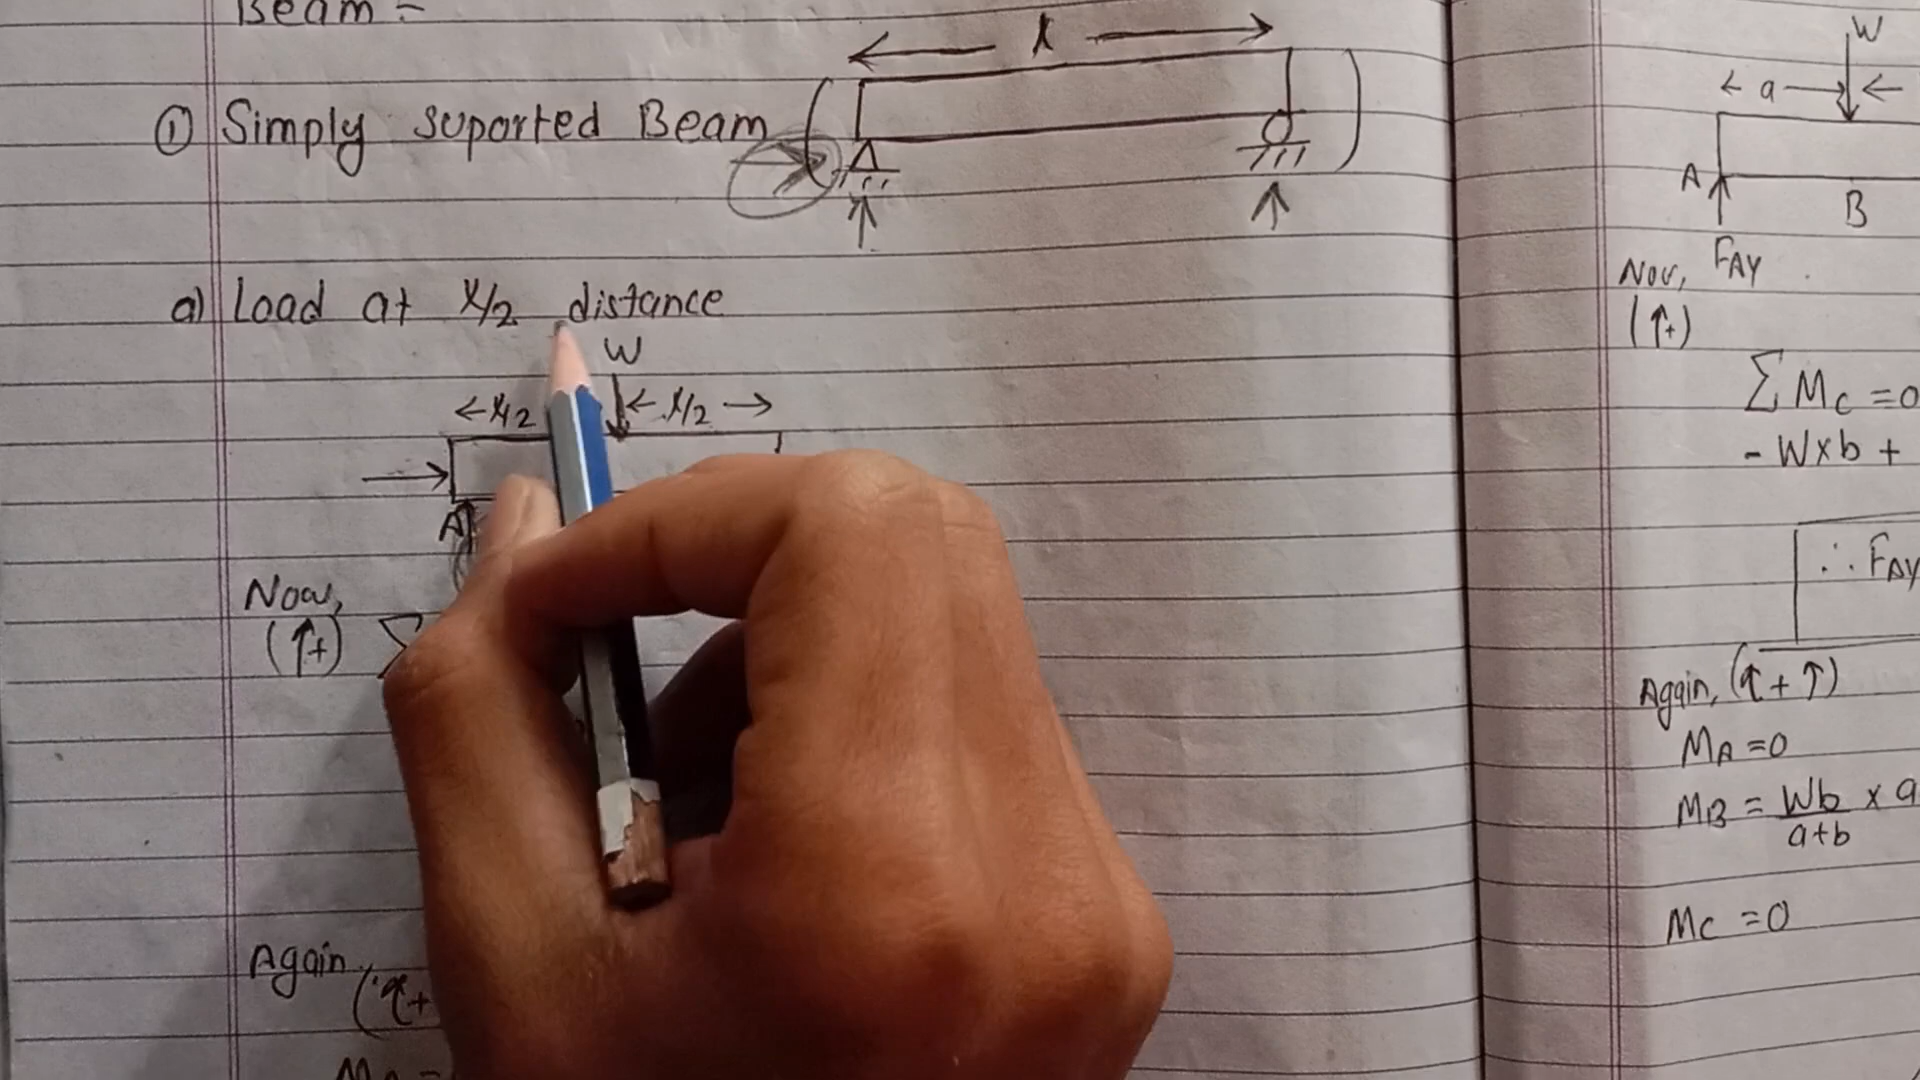 Beam -
l
① Simply suported Beam
a) Load at l/2 distance
W
l/2
l/2
A
Now,
(↑+) Σ
Again,
W
a
A
B
FAY
Now,
(↑+)
Σ Mc = 0
- W×b +
∴ FAY
Again, (↑ + ↑)
MA = 0
MB = Wb/a+b × a
Mc = 0